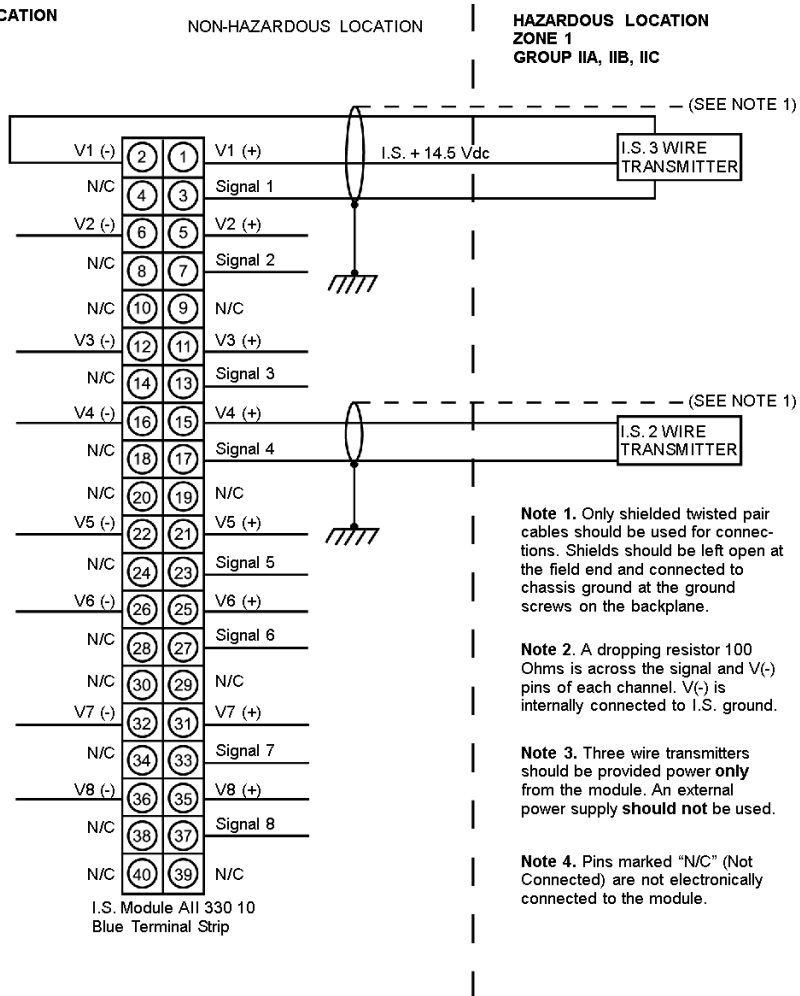 CATION
NON-HAZARDOUS LOCATION
HAZARDOUS LOCATION
ZONE 1
GROUP IIA, IIB, IIC
(SEE NOTE 1)
V1 (-) 2 1 V1 (+) I.S. + 14.5 Vdc
I.S. 3 WIRE
TRANSMITTER
N/C 4 3 Signal 1
V2 (-) 6 5 V2 (+)
N/C 8 7 Signal 2
N/C 10 9 N/C
V3 (-) 12 11 V3 (+)
N/C 14 13 Signal 3
(SEE NOTE 1)
V4 (-) 16 15 V4 (+)
I.S. 2 WIRE
TRANSMITTER
N/C 18 17 Signal 4
N/C 20 19 N/C
V5 (-) 22 21 V5 (+)
N/C 24 23 Signal 5
V6 (-) 26 25 V6 (+)
N/C 28 27 Signal 6
N/C 30 29 N/C
V7 (-) 32 31 V7 (+)
N/C 34 33 Signal 7
V8 (-) 36 35 V8 (+)
N/C 38 37 Signal 8
N/C 40 39 N/C
I.S. Module AII 330 10
Blue Terminal Strip
Note 1. Only shielded twisted pair
cables should be used for connec-
tions. Shields should be left open at
the field end and connected to
chassis ground at the ground
screws on the backplane.
Note 2. A dropping resistor 100
Ohms is across the signal and V(-)
pins of each channel. V(-) is
internally connected to I.S. ground.
Note 3. Three wire transmitters
should be provided power only
from the module. An external
power supply should not be used.
Note 4. Pins marked “N/C” (Not
Connected) are not electronically
connected to the module.